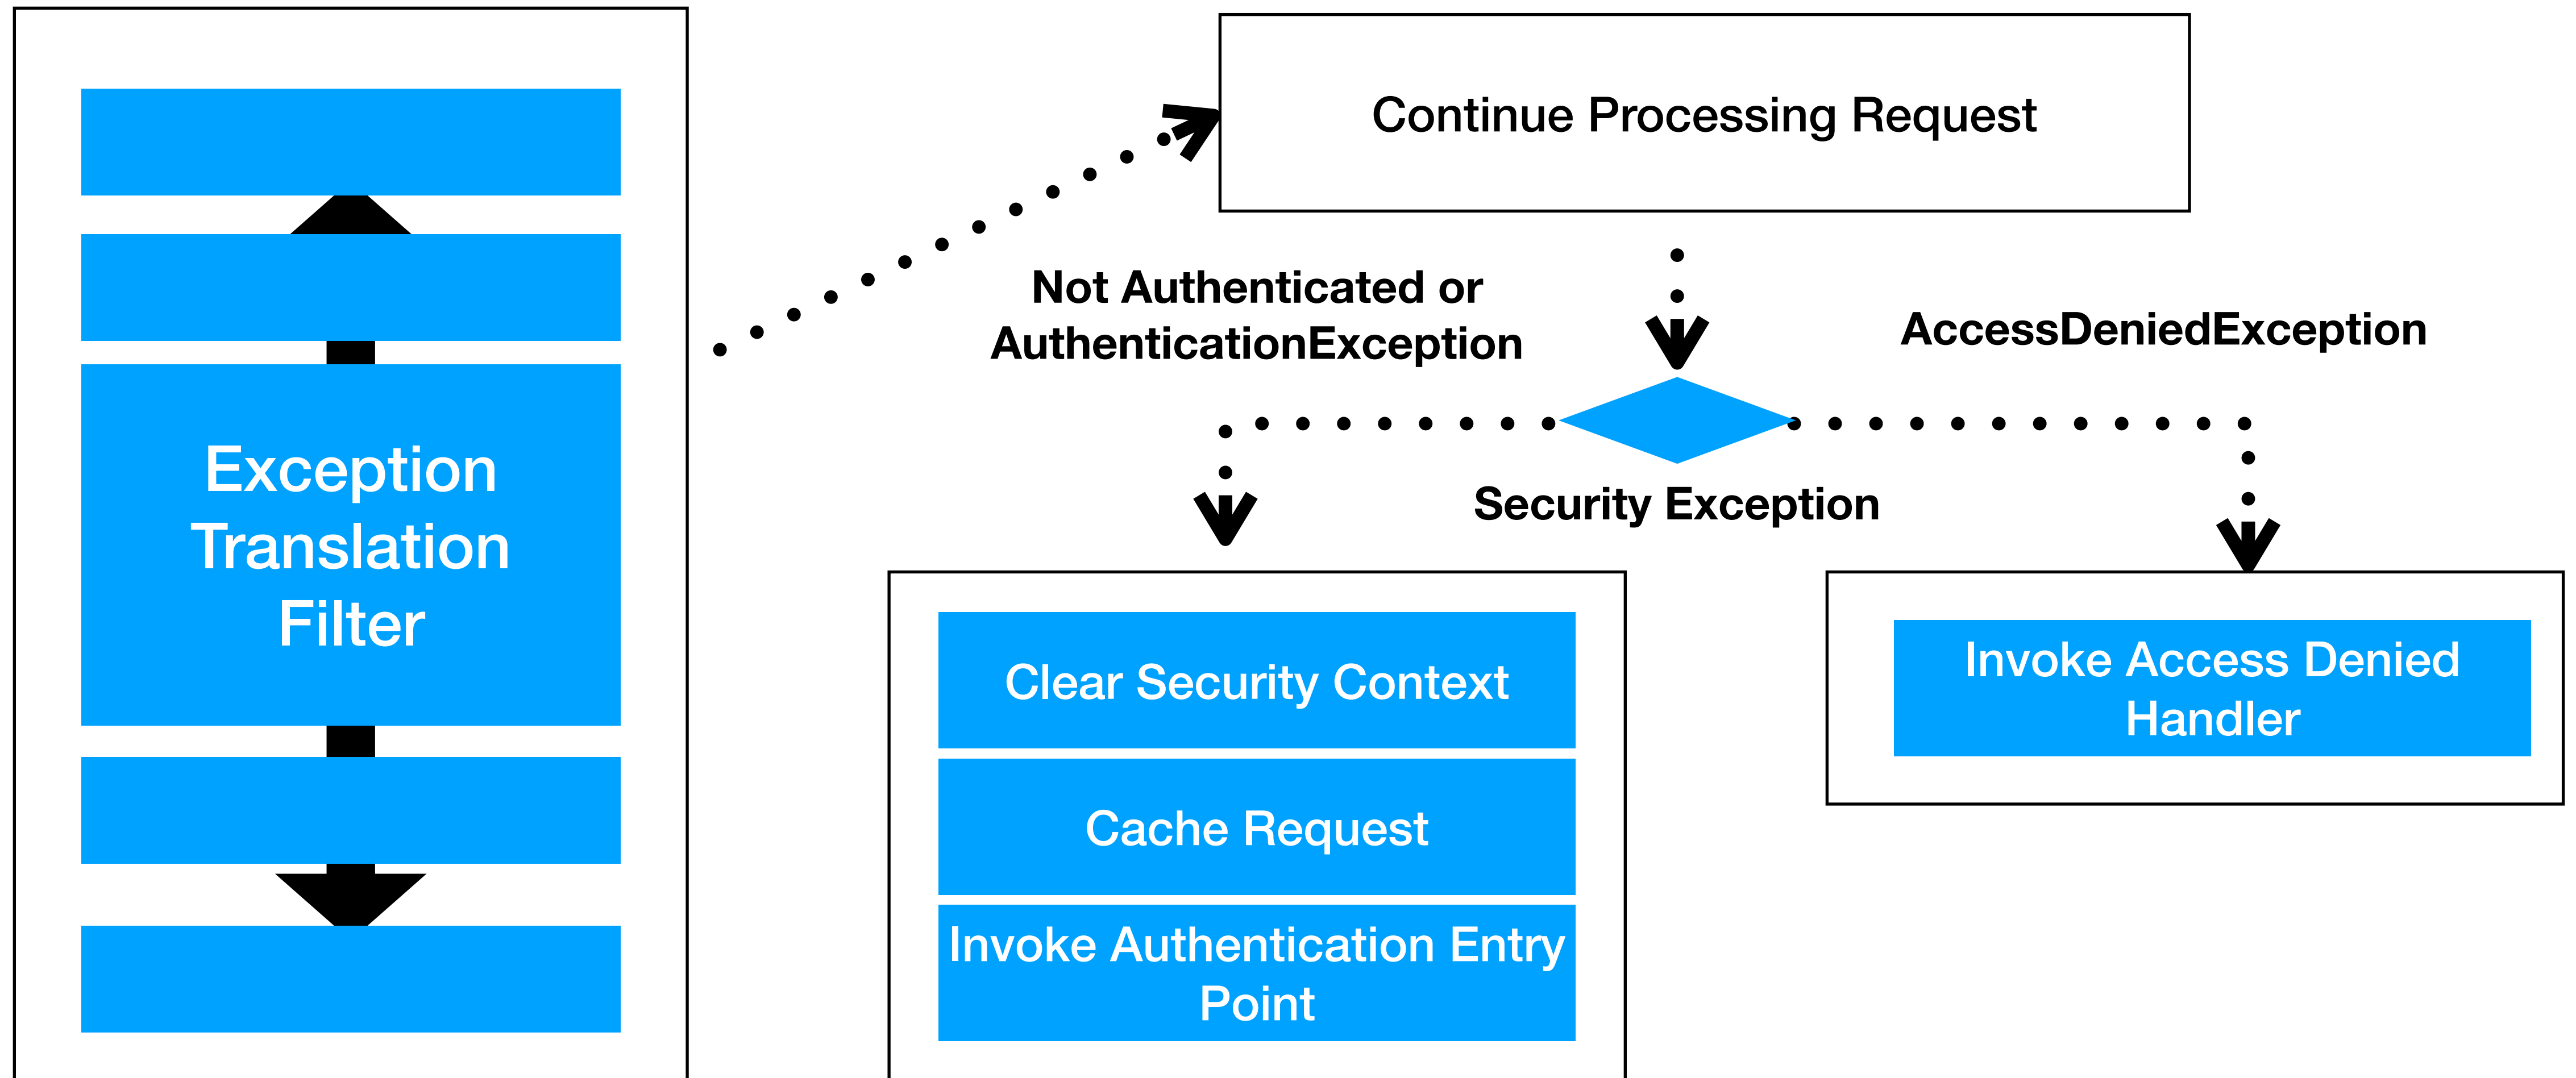 Exception
Translation
Filter
Continue Processing Request
Not Authenticated or
AuthenticationException
AccessDeniedException
Security Exception
Clear Security Context
Cache Request
Invoke Authentication Entry
Point
Invoke Access Denied
Handler